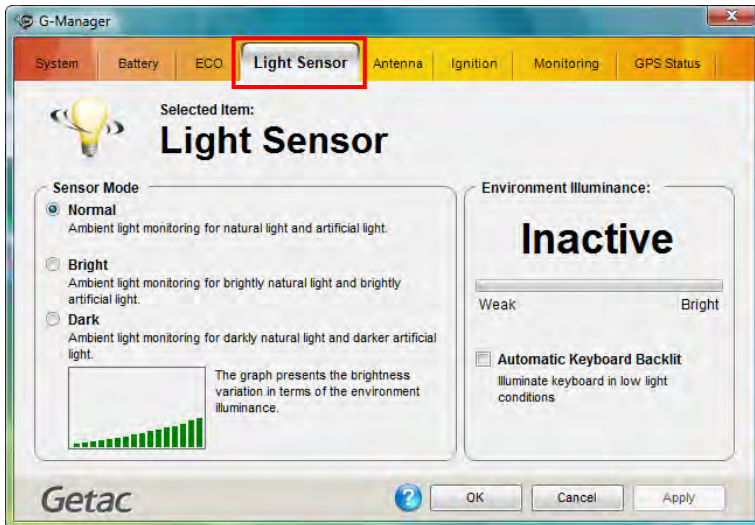 G-Manager
System Battery ECO Light Sensor Antenna Ignition Monitoring GPS Status
Selected Item:
Light Sensor
Sensor Mode
Normal
Ambient light monitoring for natural light and artificial light.
Bright
Ambient light monitoring for brightly natural light and brightly
artificial light.
Dark
Ambient light monitoring for darkly natural light and darker artificial
light.
The graph presents the brightness
variation in terms of the environment
illuminance.
Environment Illuminance:
Inactive
Weak Bright
Automatic Keyboard Backlit
Illuminate keyboard in low light
conditions
Getac
? OK Cancel Apply